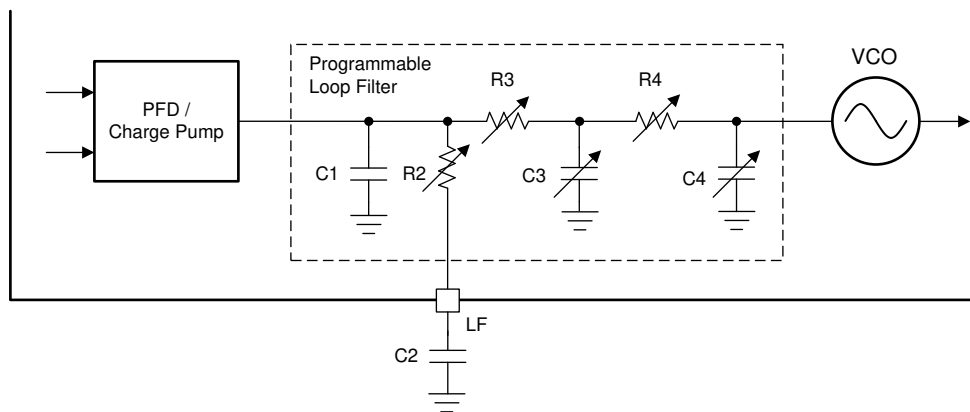 Programmable
Loop Filter
VCO
R3
R4
PFD /
Charge Pump
C1
R2
C3
C4
LF
C2